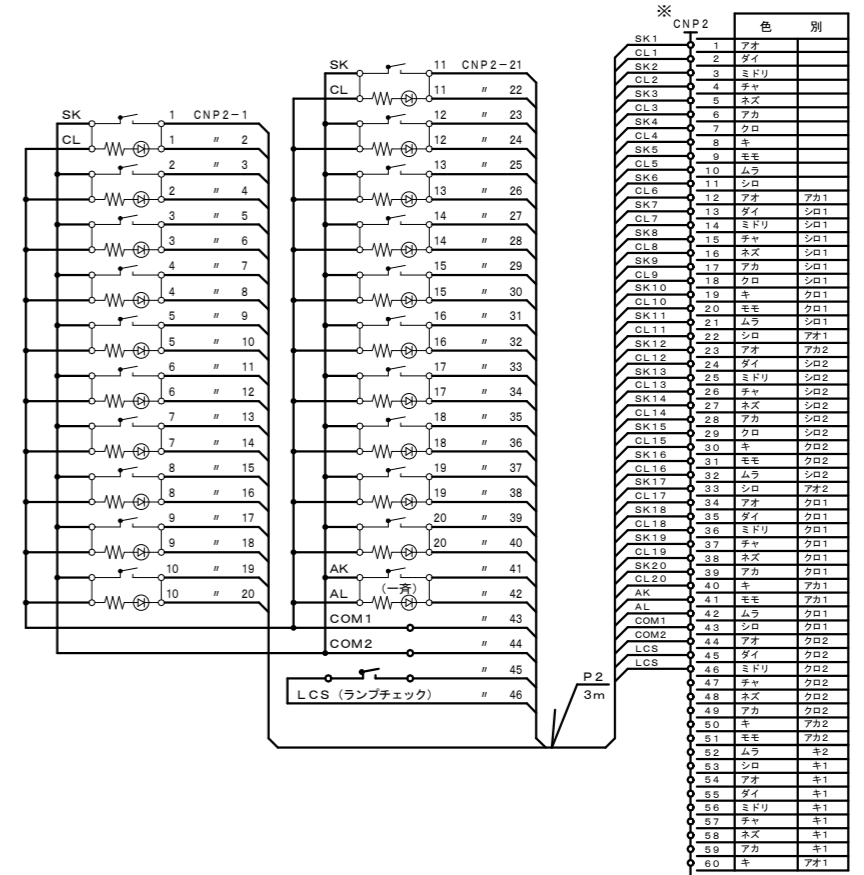 ※
CNP2
色 別
SK 1 CNP2-1
CL 1 〃 2
2 〃 3
2 〃 4
3 〃 5
3 〃 6
4 〃 7
4 〃 8
5 〃 9
5 〃 10
6 〃 11
6 〃 12
7 〃 13
7 〃 14
8 〃 15
8 〃 16
9 〃 17
9 〃 18
10 〃 19
10 〃 20
SK 11 CNP2-21
CL 11 〃 22
12 〃 23
12 〃 24
13 〃 25
13 〃 26
14 〃 27
14 〃 28
15 〃 29
15 〃 30
16 〃 31
16 〃 32
17 〃 33
17 〃 34
18 〃 35
18 〃 36
19 〃 37
19 〃 38
20 〃 39
20 〃 40
AK 〃 41
(一斉)
AL 〃 42
COM1 〃 43
COM2 〃 44
〃 45
LCS(ランプチェック) 〃 46
P2
3m
SK1 1 アオ
CL1 2 ダイ
SK2 3 ミドリ
CL2 4 チャ
SK3 5 ネズ
CL3 6 アカ
SK4 7 クロ
CL4 8 キ
SK5 9 モモ
CL5 10 ムラ
SK6 11 シロ
CL6 12 アオ アカ1
SK7 13 ダイ シロ1
CL7 14 ミドリ シロ1
SK8 15 チャ シロ1
CL8 16 ネズ シロ1
SK9 17 アカ シロ1
CL9 18 クロ シロ1
SK10 19 キ クロ1
CL10 20 モモ クロ1
SK11 21 ムラ シロ1
CL11 22 シロ アオ1
SK12 23 アオ アカ2
CL12 24 ダイ シロ2
SK13 25 ミドリ シロ2
CL13 26 チャ シロ2
SK14 27 ネズ シロ2
CL14 28 アカ シロ2
SK15 29 クロ シロ2
CL15 30 キ クロ2
SK16 31 モモ クロ2
CL16 32 ムラ シロ2
SK17 33 シロ アオ2
CL17 34 アオ クロ1
SK18 35 ダイ クロ1
CL18 36 ミドリ クロ1
SK19 37 チャ クロ1
CL19 38 ネズ クロ1
SK20 39 アカ クロ1
CL20 40 キ アカ1
AK 41 モモ アカ1
AL 42 ムラ クロ1
COM1 43 シロ クロ1
COM2 44 アオ クロ2
LCS 45 ダイ クロ2
LCS 46 ミドリ クロ2
47 チャ クロ2
48 ネズ クロ2
49 アカ クロ2
50 キ アカ2
51 モモ アカ2
52 ムラ キ2
53 シロ キ1
54 アオ キ1
55 ダイ キ1
56 ミドリ キ1
57 チャ キ1
58 ネズ キ1
59 アカ キ1
60 キ アオ1